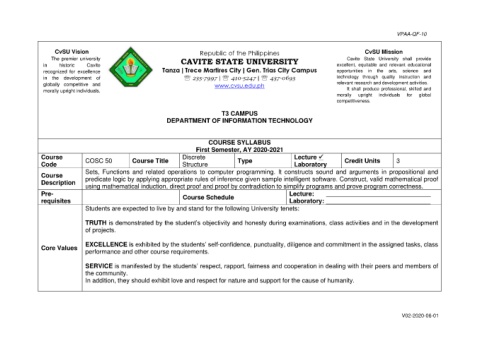 VPAA-QF-10
CvSU Vision
The premier university
in historic Cavite
recognized for excellence
in the development of
globally competitive and
morally upright individuals.
Republic of the Philippines
CAVITE STATE UNIVERSITY
Tanza | Trece Martires City | Gen. Trias City Campus
☏ 235-7997 | ☏ 410-5247 | ☏ 437-0693
www.cvsu.edu.ph
CvSU Mission
Cavite State University shall provide
excellent, equitable and relevant educational
opportunities in the arts, science and
technology through quality instruction and
relevant research and development activities.
It shall produce professional, skilled and
morally upright individuals for global
competitiveness.
T3 CAMPUS
DEPARTMENT OF INFORMATION TECHNOLOGY
COURSE SYLLABUS
First Semester, AY 2020-2021
Course Code COSC 50 Course Title Discrete Structure Type Lecture ✓ Laboratory Credit Units 3
Course Description
Sets, Functions and related operations to computer programming. It constructs sound and arguments in propositional and
predicate logic by applying appropriate rules of inference given sample intelligent software. Construct, valid mathematical proof
using mathematical induction, direct proof and proof by contradiction to simplify programs and prove program correctness.
Pre-requisites Course Schedule Lecture:
Laboratory:
Core Values
Students are expected to live by and stand for the following University tenets:
TRUTH is demonstrated by the student's objectivity and honesty during examinations, class activities and in the development
of projects.
EXCELLENCE is exhibited by the students' self-confidence, punctuality, diligence and commitment in the assigned tasks, class
performance and other course requirements.
SERVICE is manifested by the students' respect, rapport, fairness and cooperation in dealing with their peers and members of
the community.
In addition, they should exhibit love and respect for nature and support for the cause of humanity.
V02-2020-06-01